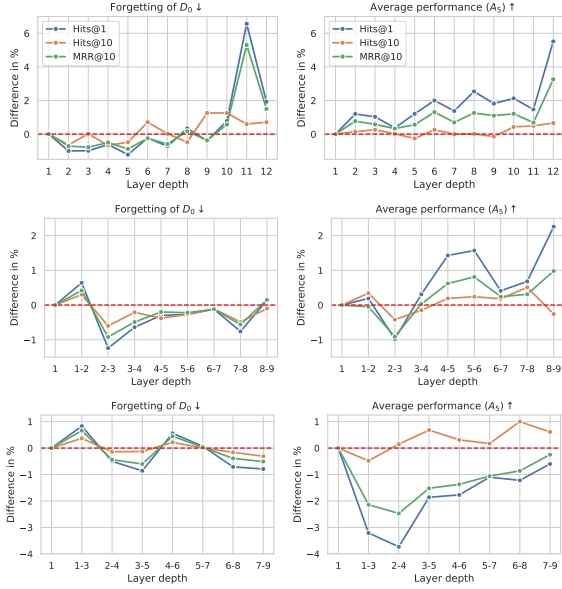 Forgetting of D0 ↓
Hits@1
Hits@10
MRR@10
Difference in %
6
4
2
0
1 2 3 4 5 6 7 8 9 10 11 12
Layer depth
Average performance (A5) ↑
Hits@1
Hits@10
MRR@10
Difference in %
6
4
2
0
1 2 3 4 5 6 7 8 9 10 11 12
Layer depth
Forgetting of D0 ↓
Difference in %
2
1
0
−1
1 1-2 2-3 3-4 4-5 5-6 6-7 7-8 8-9
Layer depth
Average performance (A5) ↑
Difference in %
2
1
0
−1
1 1-2 2-3 3-4 4-5 5-6 6-7 7-8 8-9
Layer depth
Forgetting of D0 ↓
Difference in %
1
0
−1
−2
−3
−4
1 1-3 2-4 3-5 4-6 5-7 6-8 7-9
Layer depth
Average performance (A5) ↑
Difference in %
1
0
−1
−2
−3
−4
1 1-3 2-4 3-5 4-6 5-7 6-8 7-9
Layer depth